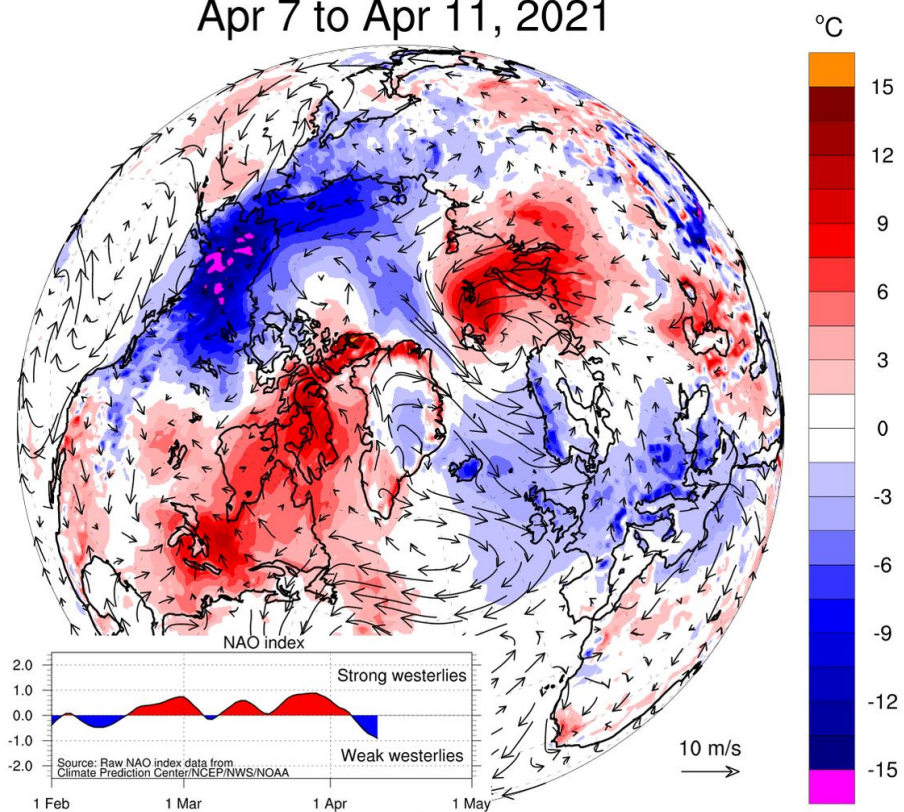 Apr 7 to Apr 11, 2021
°C
15
12
9
6
3
0
-3
-6
-9
-12
-15
10 m/s
NAO index
2.0
1.0
0.0
-1.0
-2.0
Strong westerlies
Weak westerlies
Source: Raw NAO index data from
Climate Prediction Center/NCEP/NWS/NOAA
1 Feb
1 Mar
1 Apr
1 May